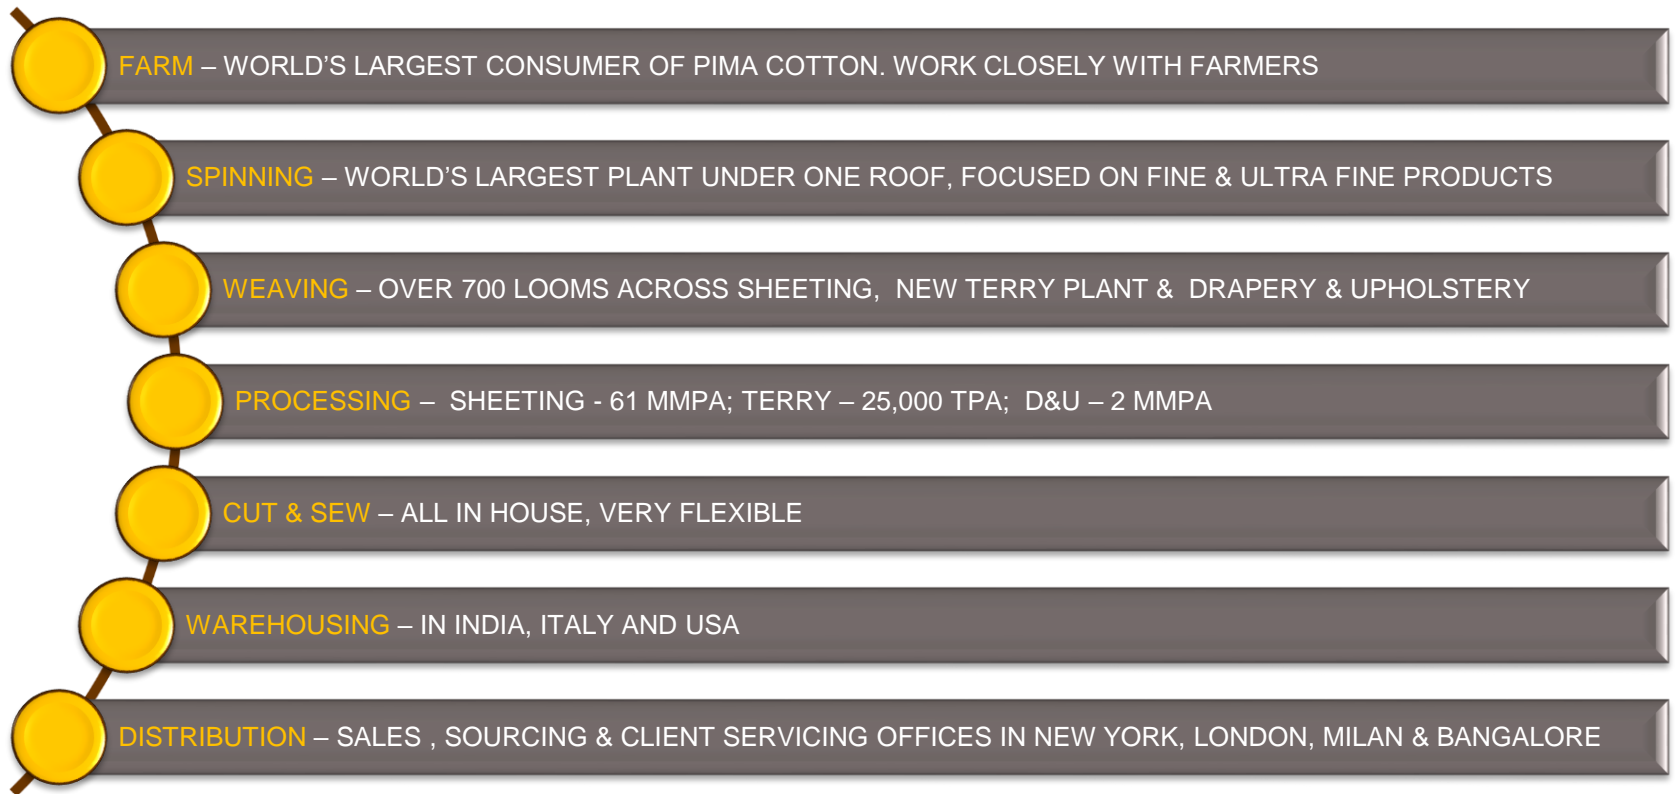 FARM – WORLD’S LARGEST CONSUMER OF PIMA COTTON. WORK CLOSELY WITH FARMERS
SPINNING – WORLD’S LARGEST PLANT UNDER ONE ROOF, FOCUSED ON FINE & ULTRA FINE PRODUCTS
WEAVING – OVER 700 LOOMS ACROSS SHEETING,  NEW TERRY PLANT &  DRAPERY & UPHOLSTERY
PROCESSING –  SHEETING - 61 MMPA; TERRY – 25,000 TPA;  D&U – 2 MMPA
CUT & SEW – ALL IN HOUSE, VERY FLEXIBLE
WAREHOUSING – IN INDIA, ITALY AND USA
DISTRIBUTION – SALES , SOURCING & CLIENT SERVICING OFFICES IN NEW YORK, LONDON, MILAN & BANGALORE